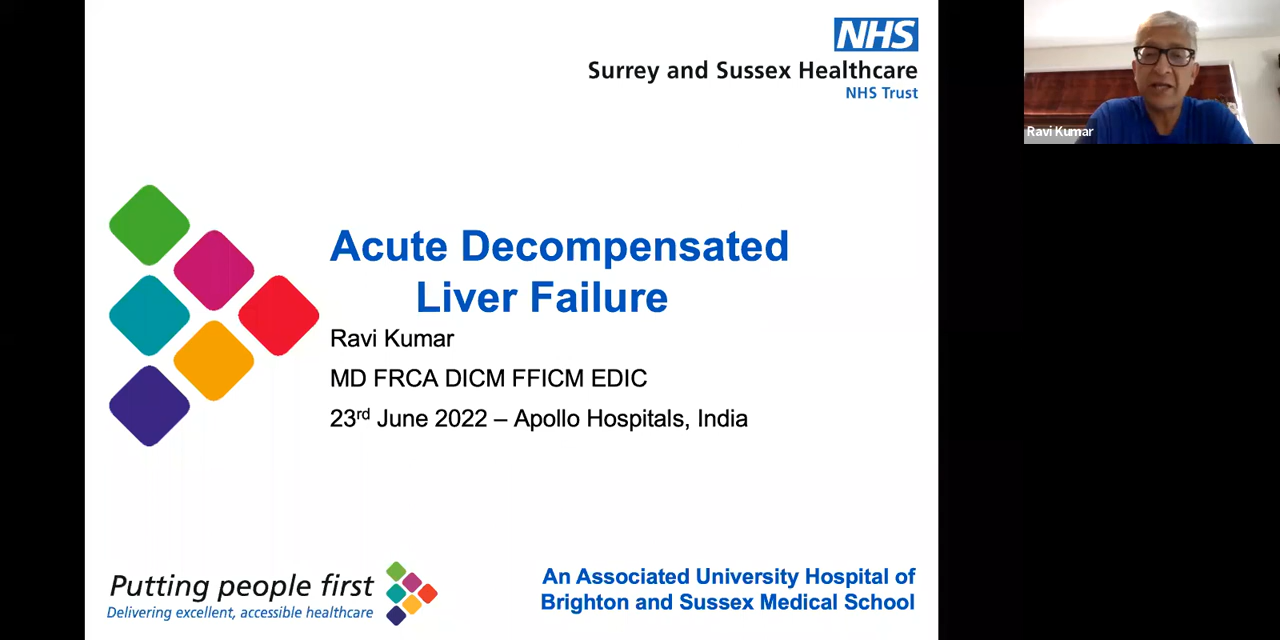 NHS
Surrey and Sussex Healthcare
NHS Trust
Ravi Kumar
Acute Decompensated
Liver Failure
Ravi Kumar
MD FRCA DICM FFICM EDIC
23rd June 2022 – Apollo Hospitals, India
Putting people first
Delivering excellent, accessible healthcare
An Associated University Hospital of
Brighton and Sussex Medical School